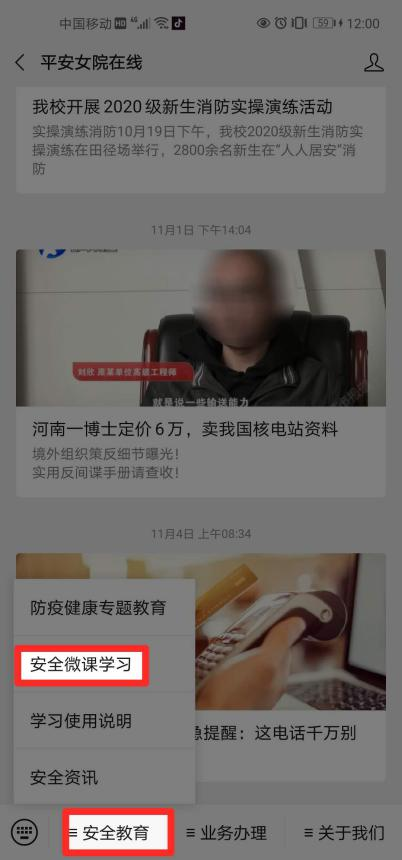 中国移动 HD 4G 59 12:00
平安女院在线
我校开展2020级新生消防实操演练活动
实操演练消防10月19日下午，我校2020级新生消防实
操演练在田径场举行，2800余名新生在“人人居安”消
防
11月1日 下午14:04
刘欣 原某单位高级工程师
就是说一些输送能力
河南一博士定价6万，卖我国核电站资料
境外组织策反细节曝光！
实用反间谍手册请查收！
11月4日 上午08:34
急提醒：这电话千万别
防疫健康专题教育
安全微课学习
学习使用说明
安全资讯
≡ 安全教育
≡ 业务办理
≡ 关于我们